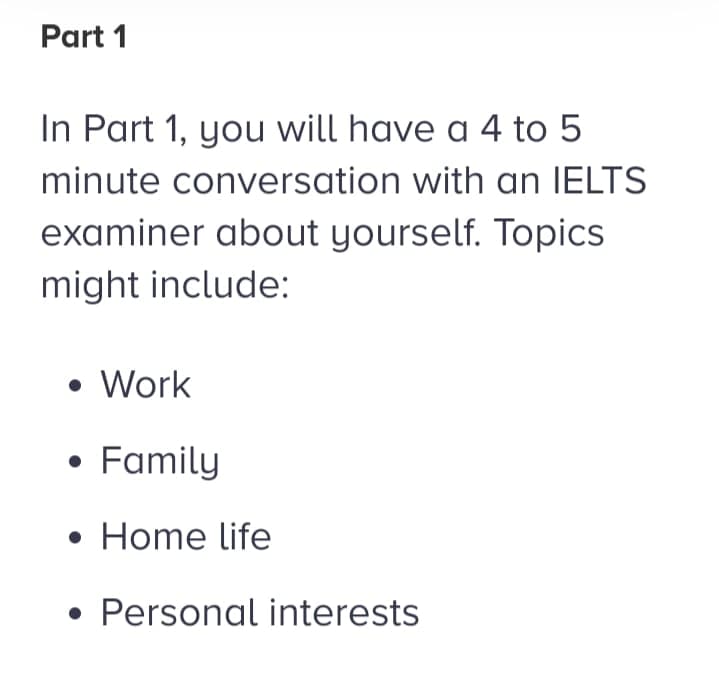 Part 1
In Part 1, you will have a 4 to 5
minute conversation with an IELTS
examiner about yourself. Topics
might include:
• Work
• Family
• Home life
• Personal interests